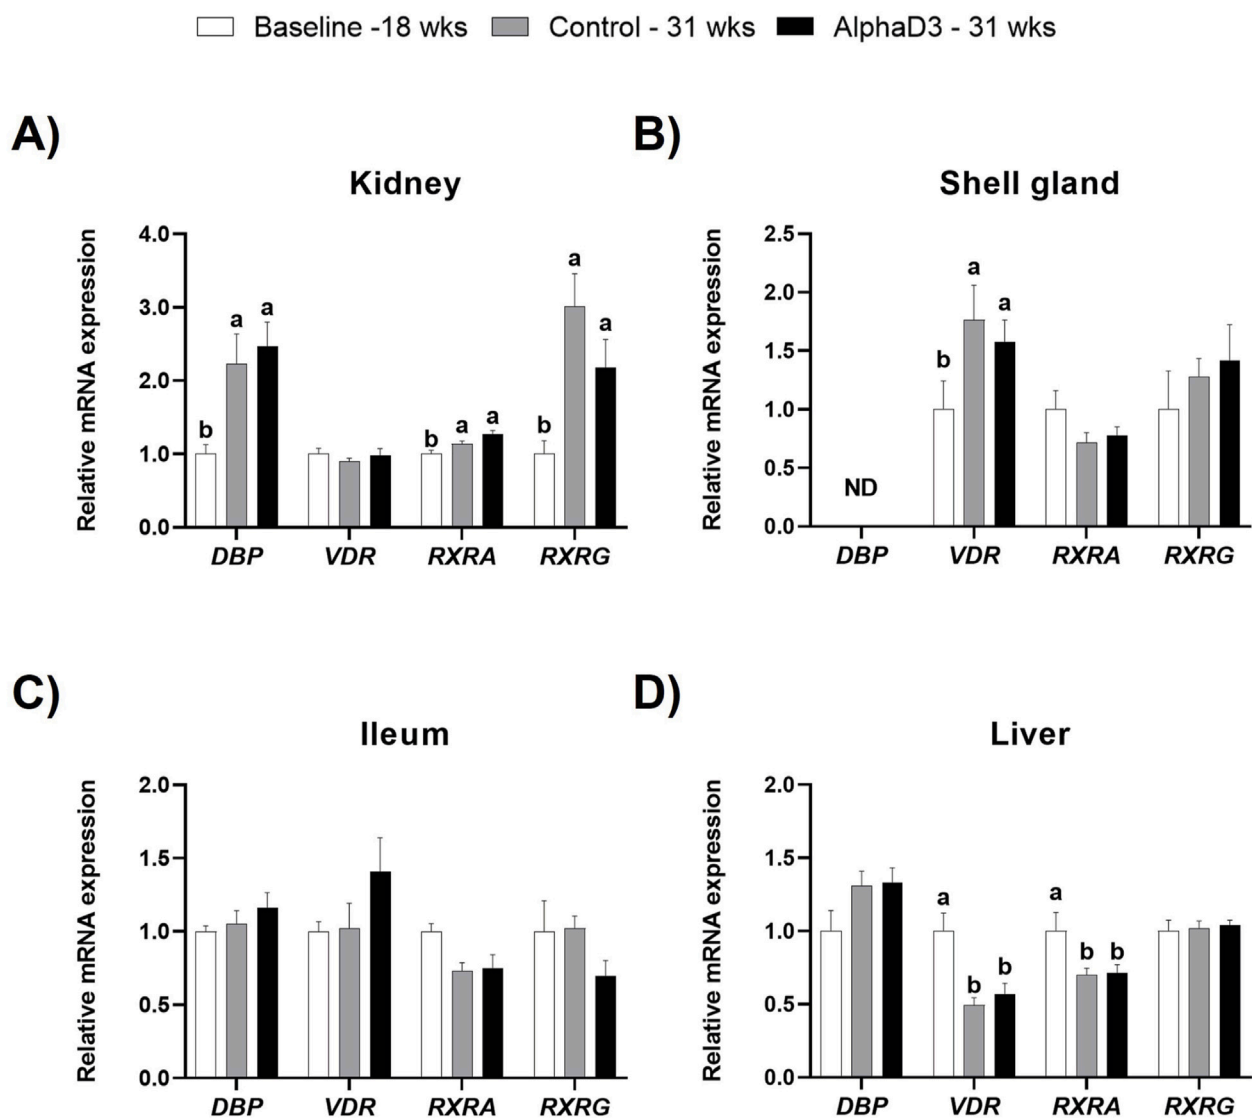 Baseline -18 wks Control - 31 wks AlphaD3 - 31 wks
A)
Kidney
Relative mRNA expression
4.0
3.0
2.0
1.0
0.0
b a a
b a a
b a a
DBP VDR RXRA RXRG
B)
Shell gland
Relative mRNA expression
2.5
2.0
1.5
1.0
0.5
0.0
ND
b a a
DBP VDR RXRA RXRG
C)
Ileum
Relative mRNA expression
2.0
1.5
1.0
0.5
0.0
DBP VDR RXRA RXRG
D)
Liver
Relative mRNA expression
2.0
1.5
1.0
0.5
0.0
a b b
a b b
DBP VDR RXRA RXRG